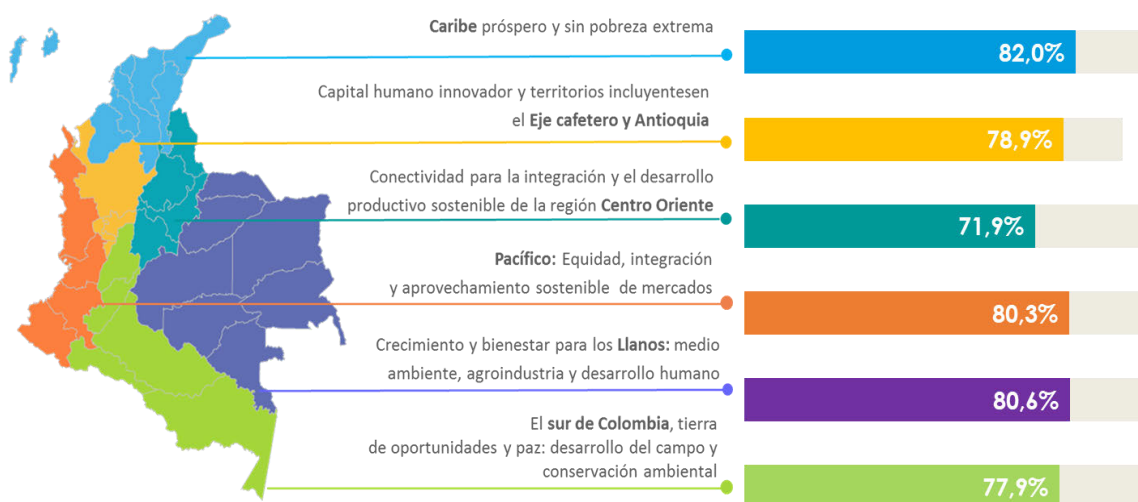 Caribe próspero y sin pobreza extrema
82,0%
Capital humano innovador y territorios incluyentesen
el Eje cafetero y Antioquia
78,9%
Conectividad para la integración y el desarrollo
productivo sostenible de la región Centro Oriente
71,9%
Pacífico: Equidad, integración
y aprovechamiento sostenible de mercados
80,3%
Crecimiento y bienestar para los Llanos: medio
ambiente, agroindustria y desarrollo humano
80,6%
El sur de Colombia, tierra
de oportunidades y paz: desarrollo del campo y
conservación ambiental
77,9%